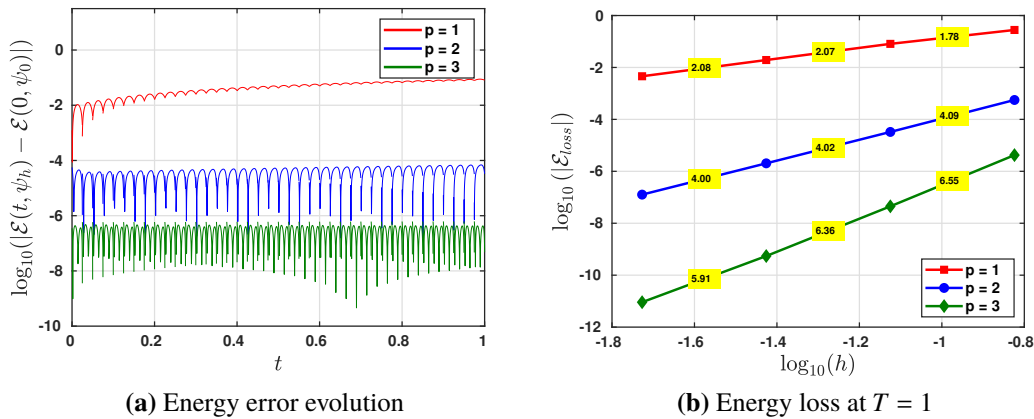 log₁₀(|ℰ(t, ψₕ) − ℰ(0, ψ₀)|)
0
-2
-4
-6
-8
-10
p = 1
p = 2
p = 3
0
0.2
0.4
0.6
0.8
1
t
(a) Energy error evolution
log₁₀ (|ℰ_loss|)
0
-2
-4
-6
-8
-10
-12
2.08
2.07
1.78
4.00
4.02
4.09
5.91
6.36
6.55
p = 1
p = 2
p = 3
-1.8
-1.6
-1.4
-1.2
-1
-0.8
log₁₀(h)
(b) Energy loss at T = 1